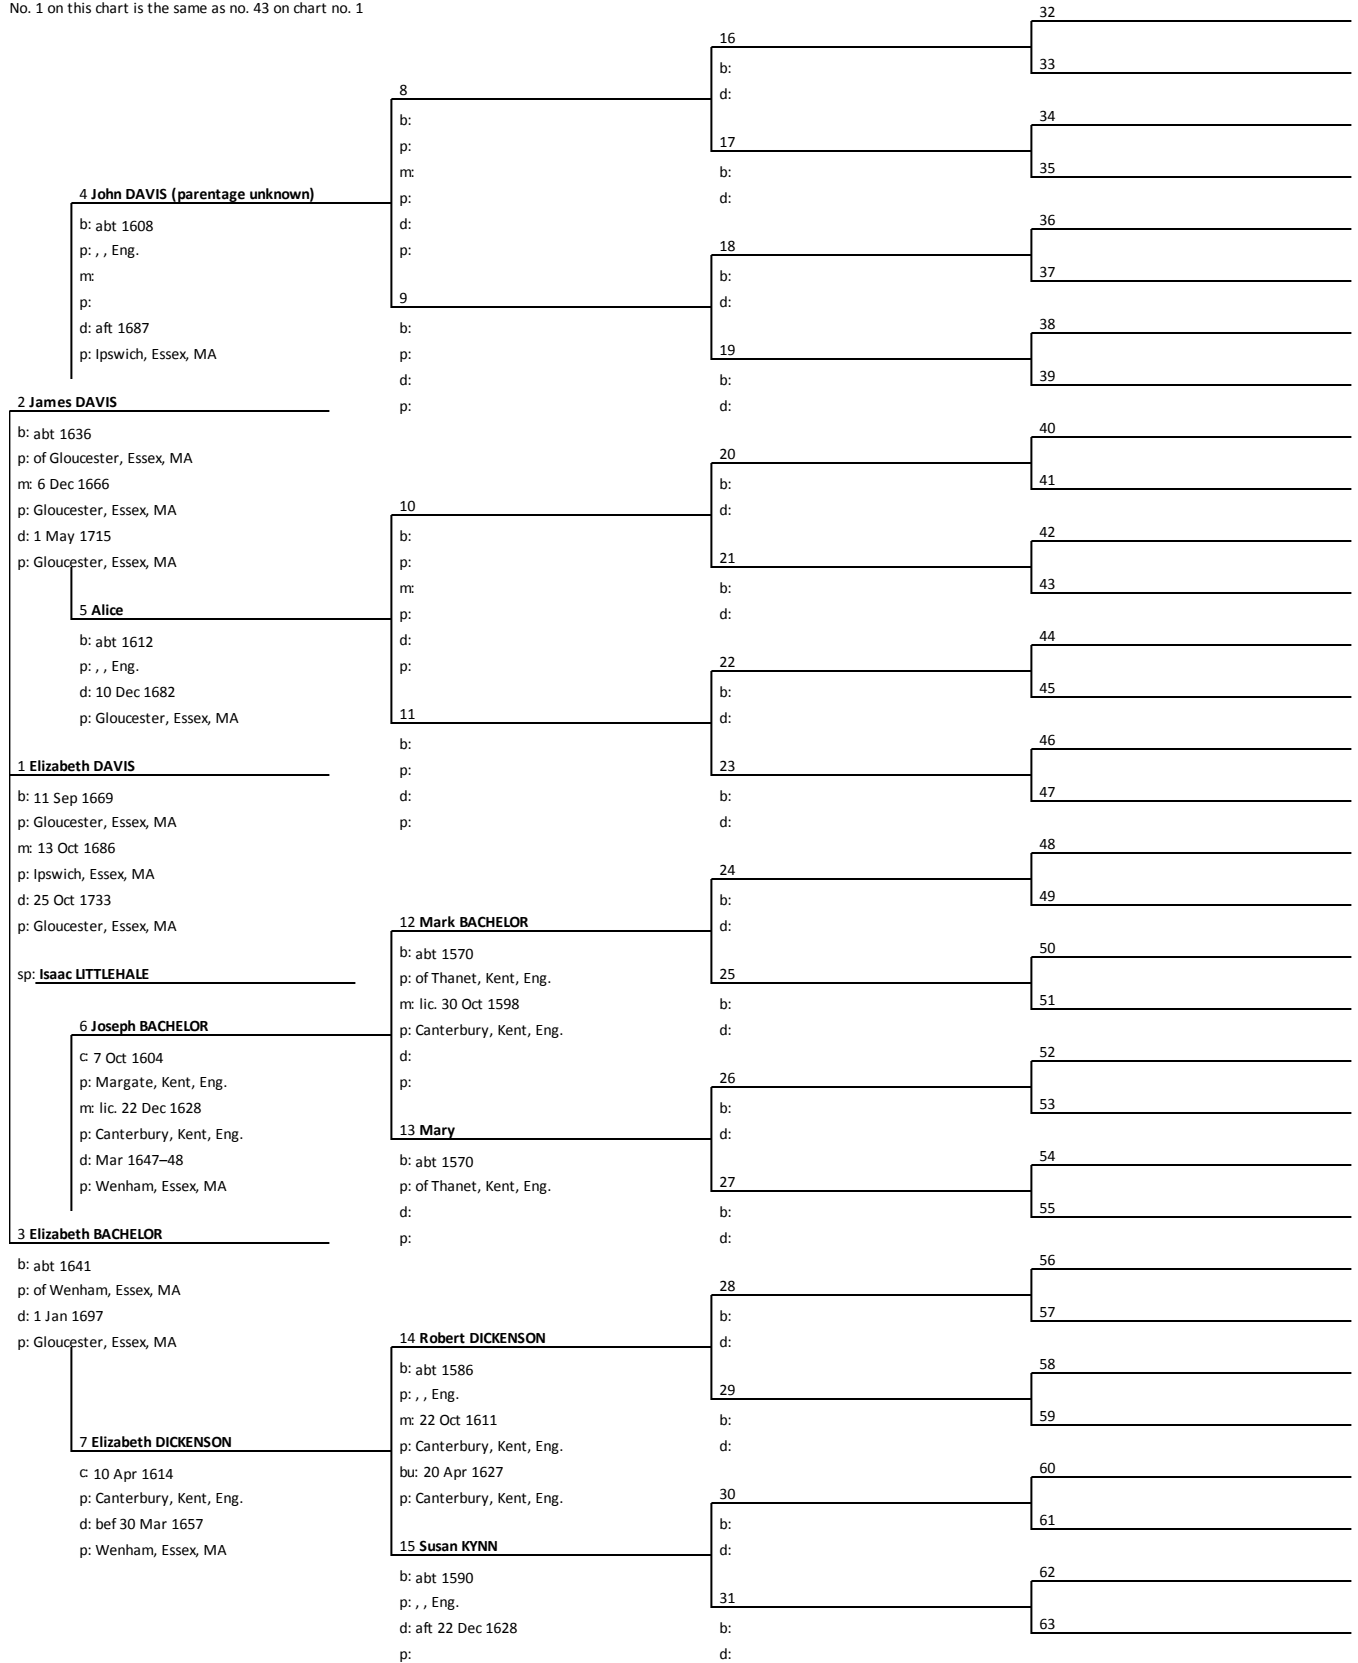 No. 1 on this chart is the same as no. 43 on chart no. 1
4 John DAVIS (parentage unknown)
b: abt 1608
p: , , Eng.
m:
p:
d: aft 1687
p: Ipswich, Essex, MA
2 James DAVIS
b: abt 1636
p: of Gloucester, Essex, MA
m: 6 Dec 1666
p: Gloucester, Essex, MA
d: 1 May 1715
p: Gloucester, Essex, MA
5 Alice
b: abt 1612
p: , , Eng.
d: 10 Dec 1682
p: Gloucester, Essex, MA
1 Elizabeth DAVIS
b: 11 Sep 1669
p: Gloucester, Essex, MA
m: 13 Oct 1686
p: Ipswich, Essex, MA
d: 25 Oct 1733
p: Gloucester, Essex, MA
sp: Isaac LITTLEHALE
6 Joseph BACHELOR
c: 7 Oct 1604
p: Margate, Kent, Eng.
m: lic. 22 Dec 1628
p: Canterbury, Kent, Eng.
d: Mar 1647–48
p: Wenham, Essex, MA
3 Elizabeth BACHELOR
b: abt 1641
p: of Wenham, Essex, MA
d: 1 Jan 1697
p: Gloucester, Essex, MA
7 Elizabeth DICKENSON
c: 10 Apr 1614
p: Canterbury, Kent, Eng.
d: bef 30 Mar 1657
p: Wenham, Essex, MA
8
b:
p:
m:
p:
d:
p:
9
b:
p:
d:
p:
10
b:
p:
m:
p:
d:
p:
11
b:
p:
d:
p:
12 Mark BACHELOR
b: abt 1570
p: of Thanet, Kent, Eng.
m: lic. 30 Oct 1598
p: Canterbury, Kent, Eng.
d:
p:
13 Mary
b: abt 1570
p: of Thanet, Kent, Eng.
d:
p:
14 Robert DICKENSON
b: abt 1586
p: , , Eng.
m: 22 Oct 1611
p: Canterbury, Kent, Eng.
bu: 20 Apr 1627
p: Canterbury, Kent, Eng.
15 Susan KYNN
b: abt 1590
p: , , Eng.
d: aft 22 Dec 1628
p:
16
b:
d:
17
b:
d:
18
b:
d:
19
b:
d:
20
b:
d:
21
b:
d:
22
b:
d:
23
b:
d:
24
b:
d:
25
b:
d:
26
b:
d:
27
b:
d:
28
b:
d:
29
b:
d:
30
b:
d:
31
b:
d:
32
33
34
35
36
37
38
39
40
41
42
43
44
45
46
47
48
49
50
51
52
53
54
55
56
57
58
59
60
61
62
63